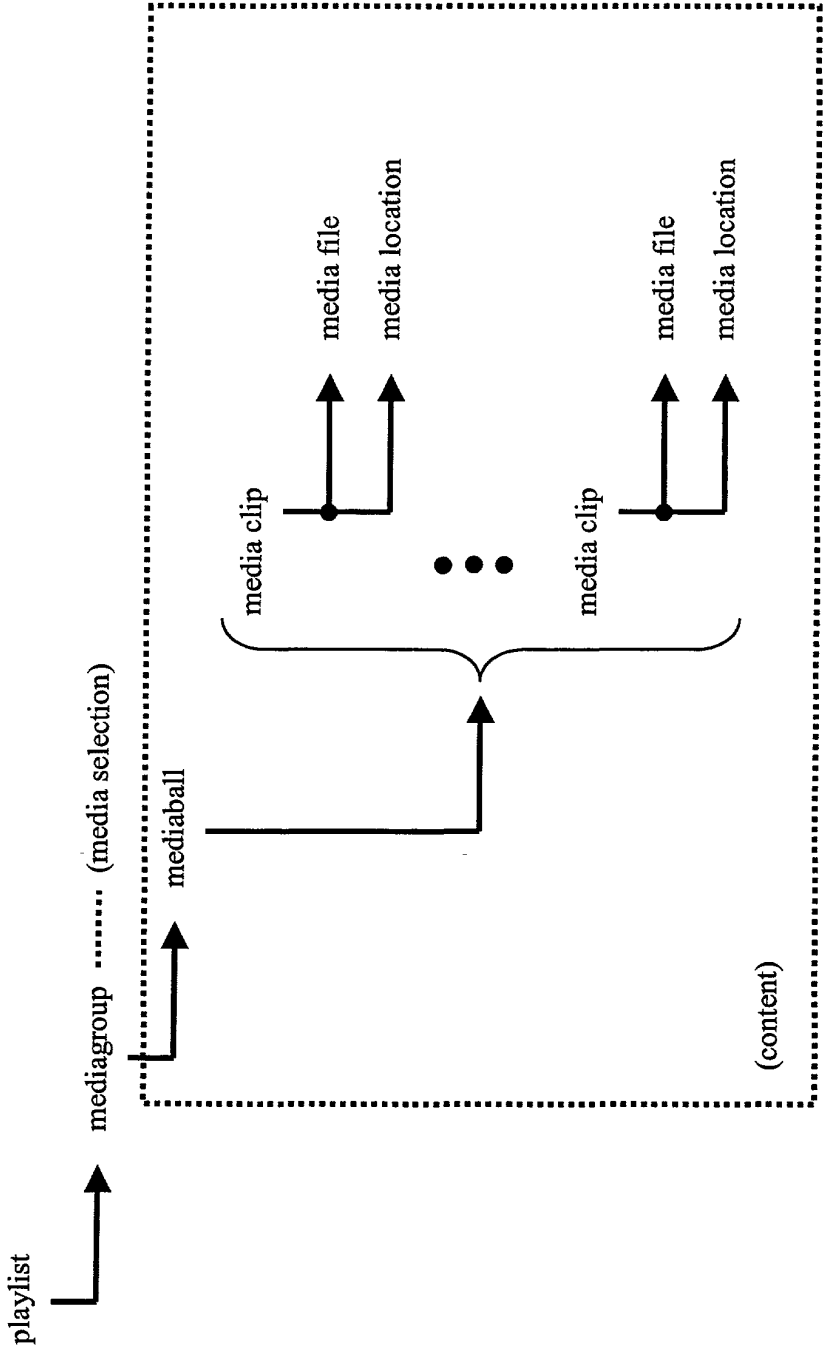 playlist
mediagroup
(media selection)
mediaball
media clip
media file
media location
media clip
media file
media location
(content)